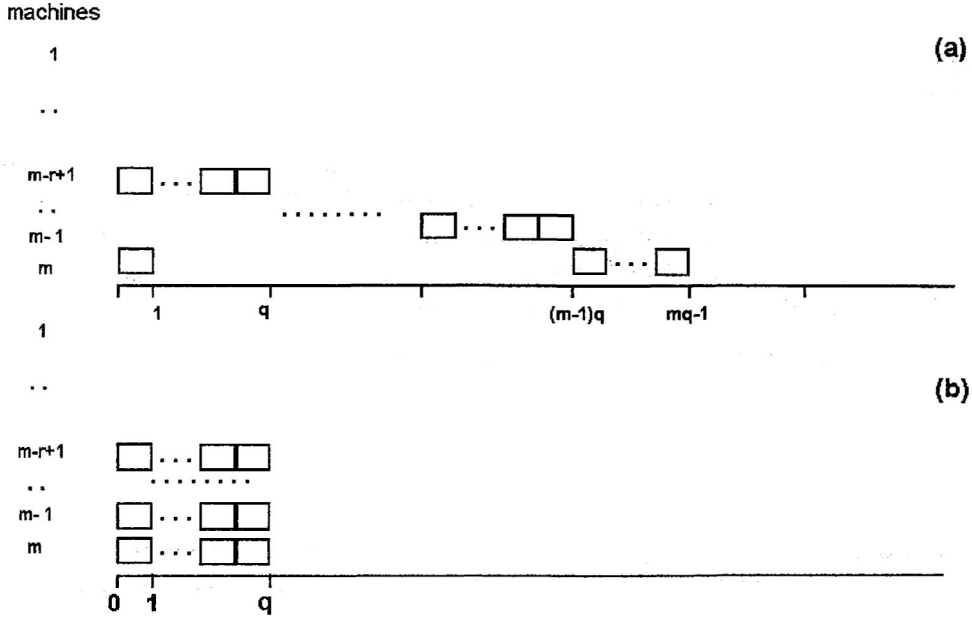 machines
1
(a)
. .
m-r+1
. . .
. .
. . . . . . . .
m-1
. . .
m
. . .
1
q
(m-1)q
mq-1
1
. .
(b)
m-r+1
. . .
. .
. . . . . . . .
m-1
. . .
m
. . .
0 1 q